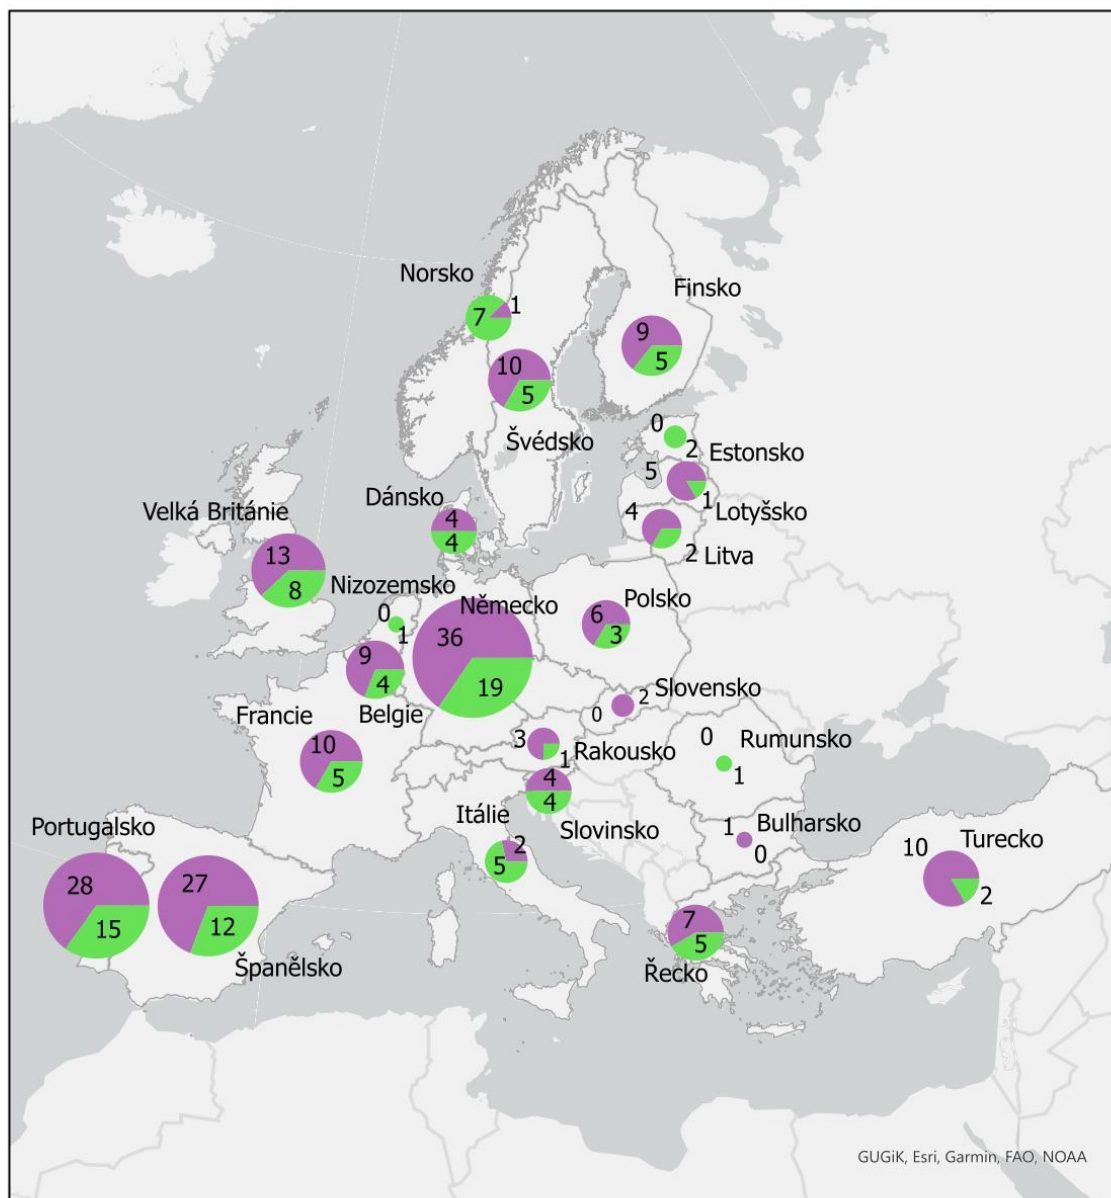 Norsko
7
1
Finsko
9
5
10
5
Švédsko
0
2
Estonsko
5
1
Lotyšsko
4
2
Litva
Dánsko
4
4
Velká Británie
13
8
Nizozemsko
0
1
Německo
36
19
Polsko
6
3
9
4
Belgie
Slovensko
2
0
Francie
10
5
3
1
Rakousko
Rumunsko
0
1
4
4
Slovinsko
Itálie
2
5
Bulharsko
1
0
Turecko
10
2
Portugalsko
28
15
27
12
Španělsko
7
5
Řecko
GUGiK, Esri, Garmin, FAO, NOAA